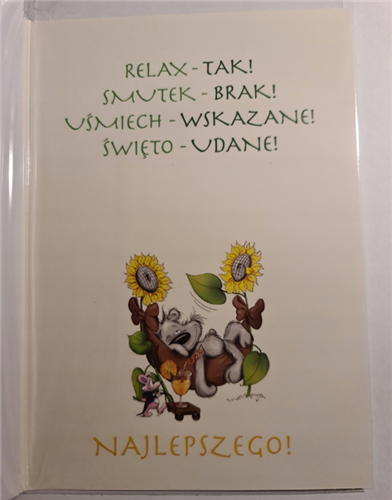 RELAX - TAK!
SMUTEK - BRAK!
UŚMIECH - WSKAZANE!
ŚWIĘTO - UDANE!
NAJLEPSZEGO!